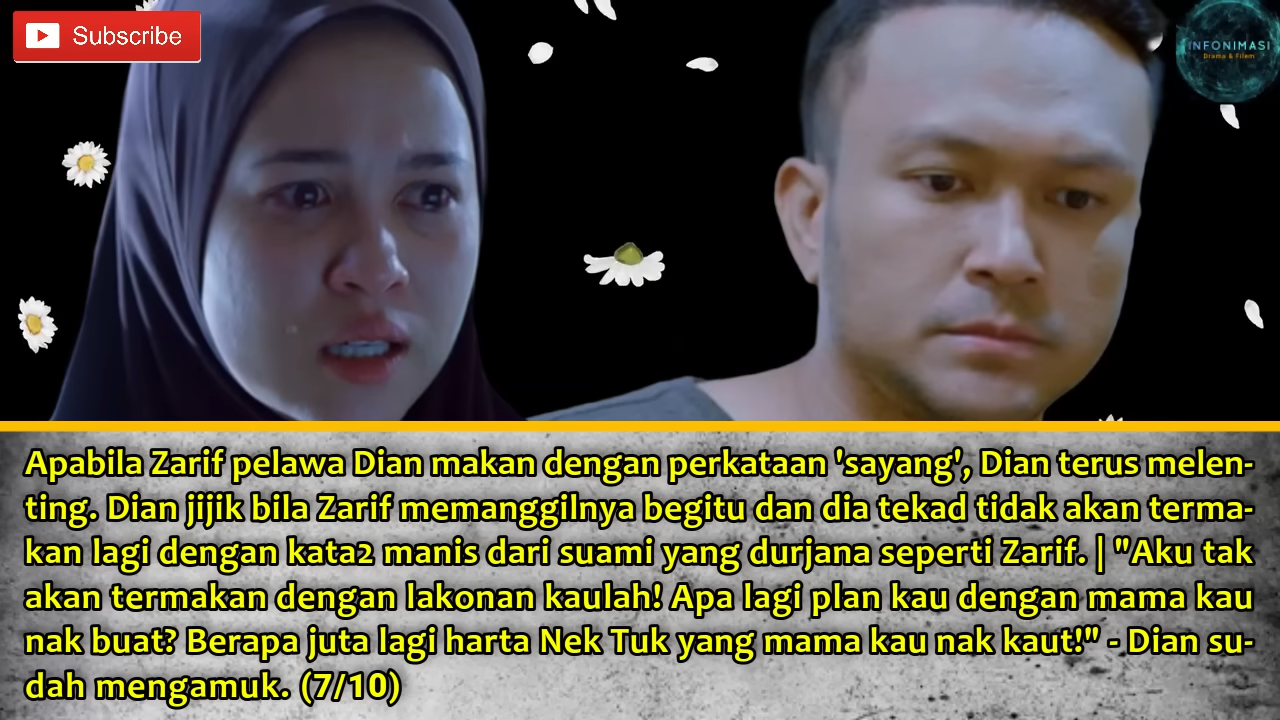 Subscribe
INFONIMASI
Drama & Filem
Apabila Zarif pelawa Dian makan dengan perkataan 'sayang', Dian terus melen-
ting. Dian jijik bila Zarif memanggilnya begitu dan dia tekad tidak akan terma-
kan lagi dengan kata2 manis dari suami yang durjana seperti Zarif. | "Aku tak
akan termakan dengan lakonan kaulah! Apa lagi plan kau dengan mama kau
nak buat? Berapa juta lagi harta Nek Tuk yang mama kau nak kaut!" - Dian su-
dah mengamuk. (7/10)